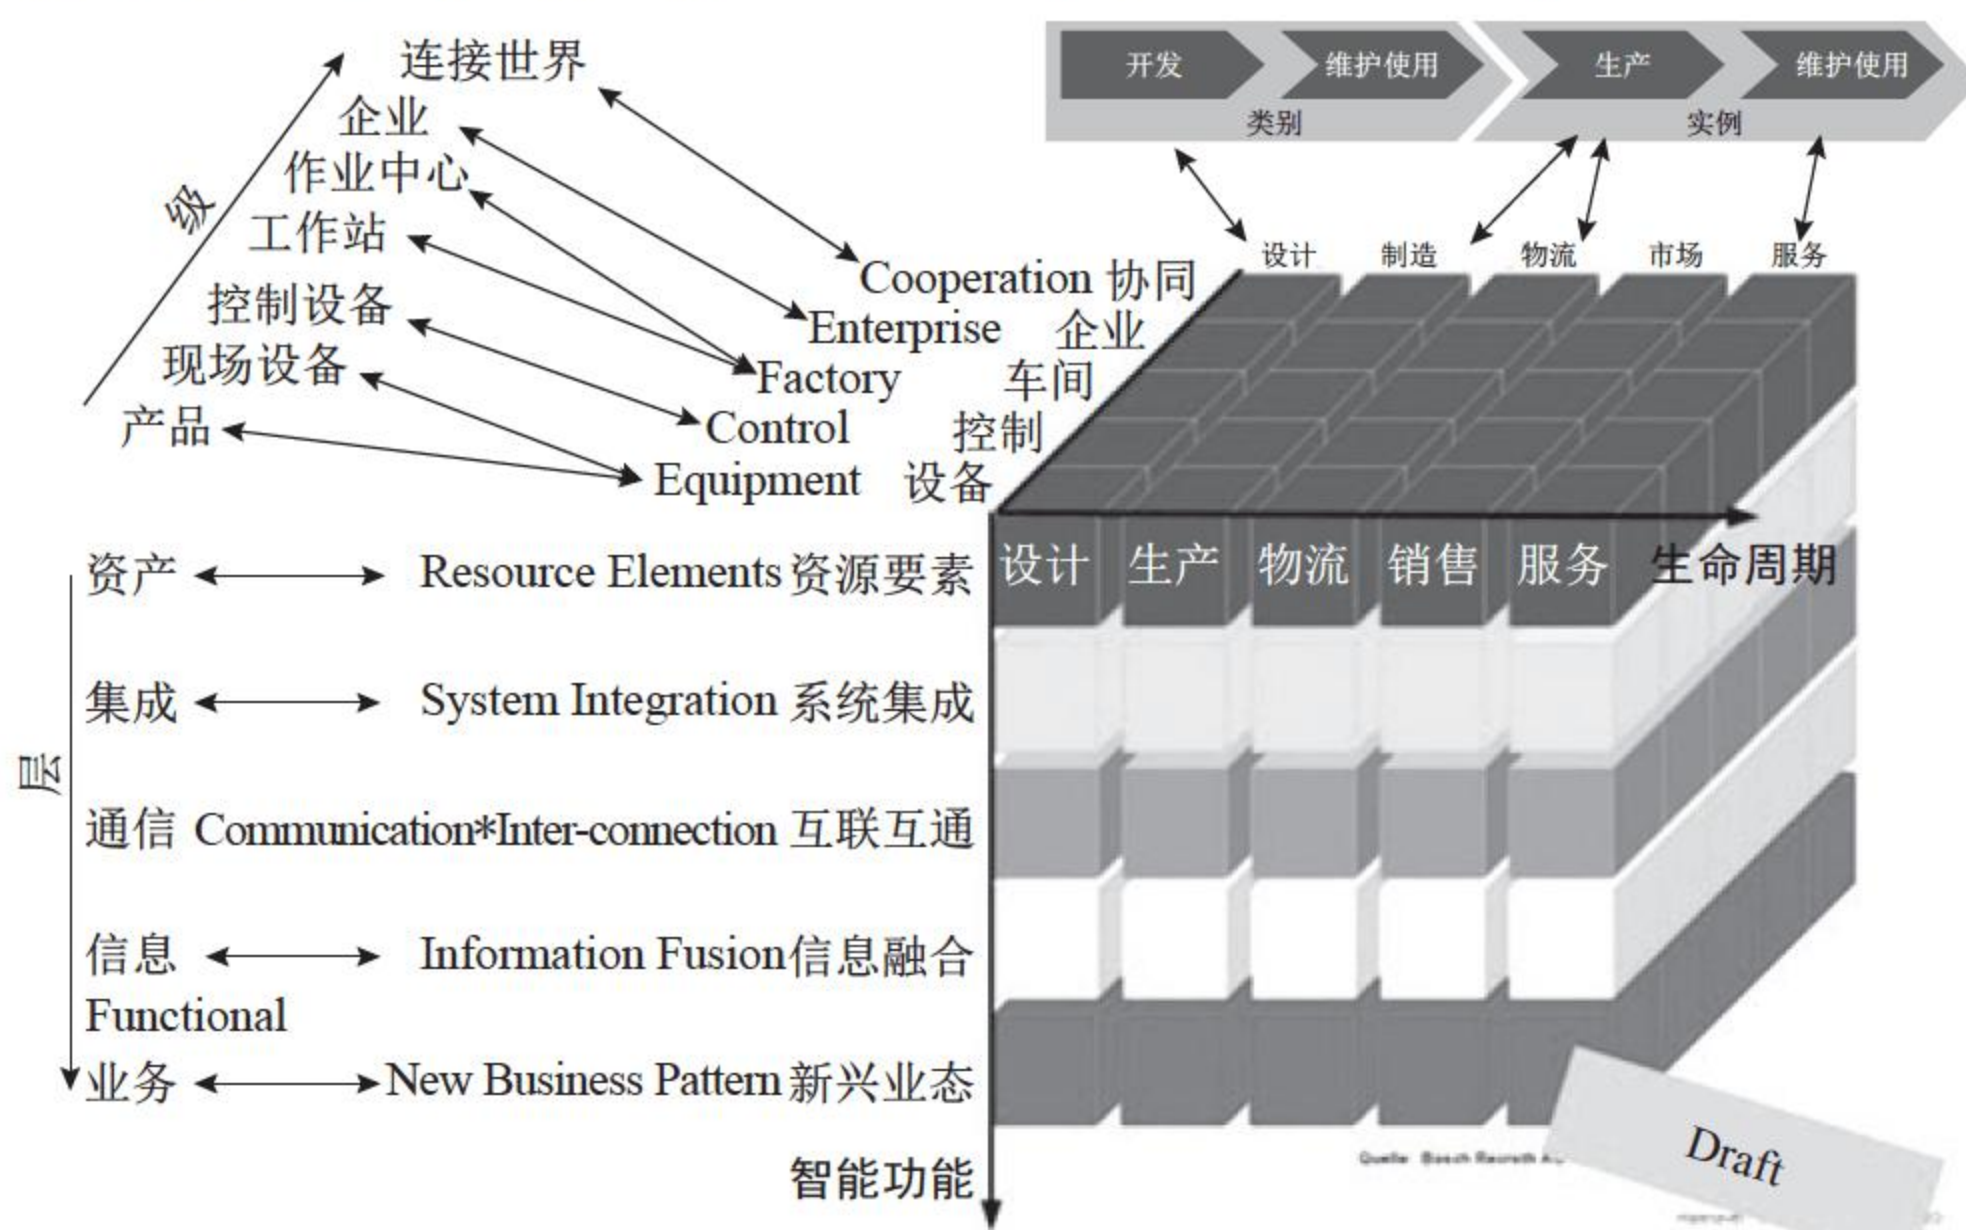 连接世界
企业
作业中心
工作站
控制设备
现场设备
产品
级
开发
维护使用
生产
维护使用
类别
实例
设计
制造
物流
市场
服务
Cooperation 协同
Enterprise 企业
Factory 车间
Control 控制
Equipment 设备
设计
生产
物流
销售
服务
生命周期
层
资产
Resource Elements 资源要素
集成
System Integration 系统集成
通信
Communication*Inter-connection 互联互通
信息
Information Fusion 信息融合
Functional
业务
New Business Pattern 新兴业态
智能功能
Quelle Bosch Rexroth
Draft